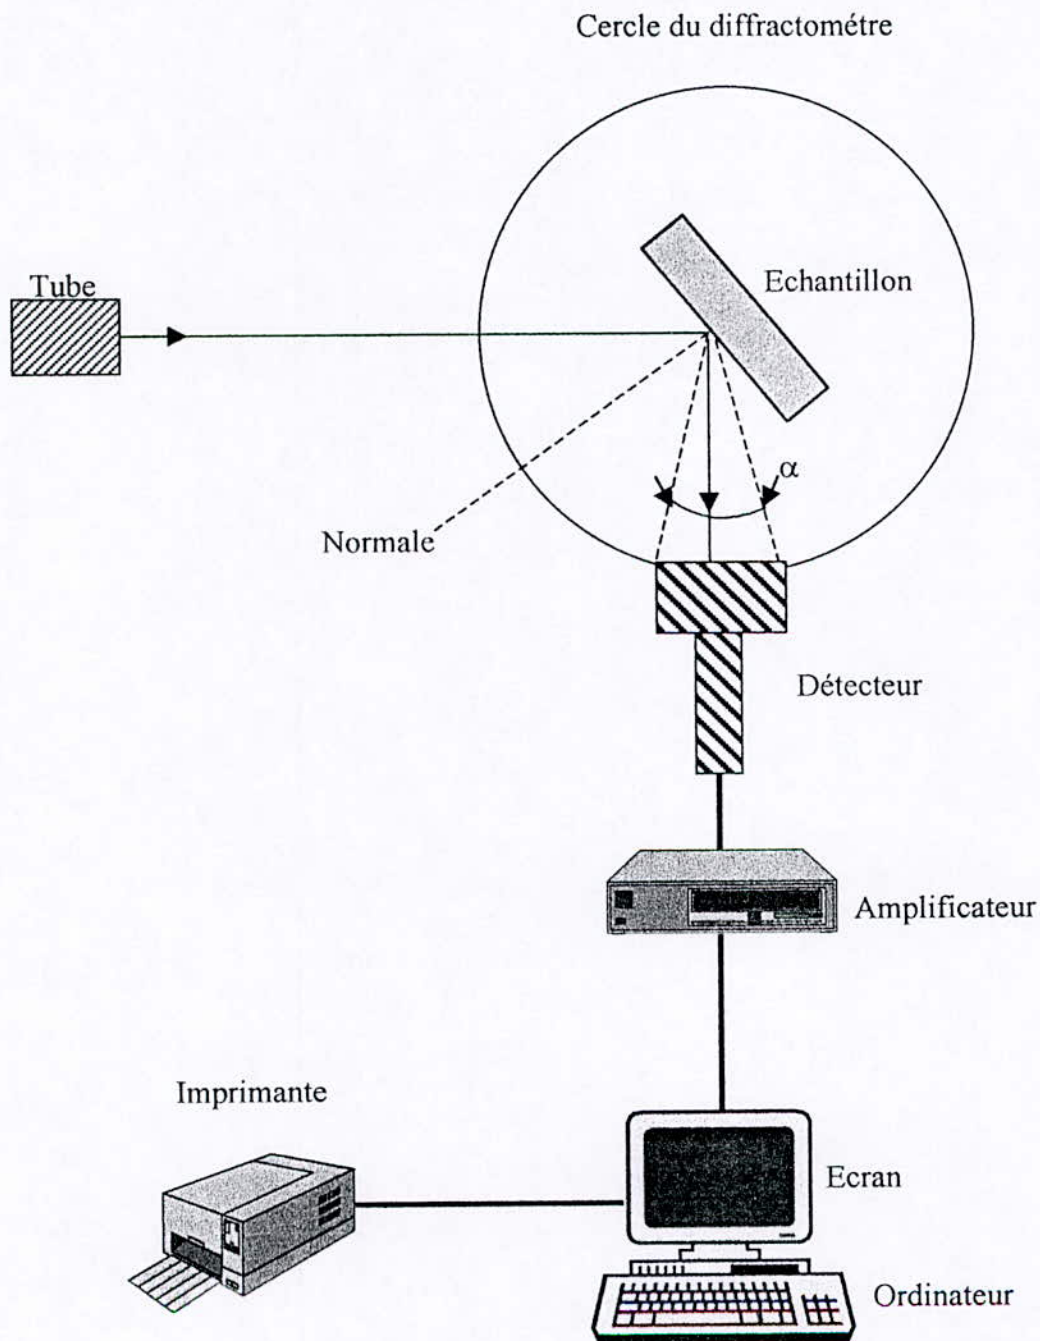 Cercle du diffractométre
Tube
Echantillon
α
Normale
Détecteur
Amplificateur
Imprimante
Ecran
Ordinateur